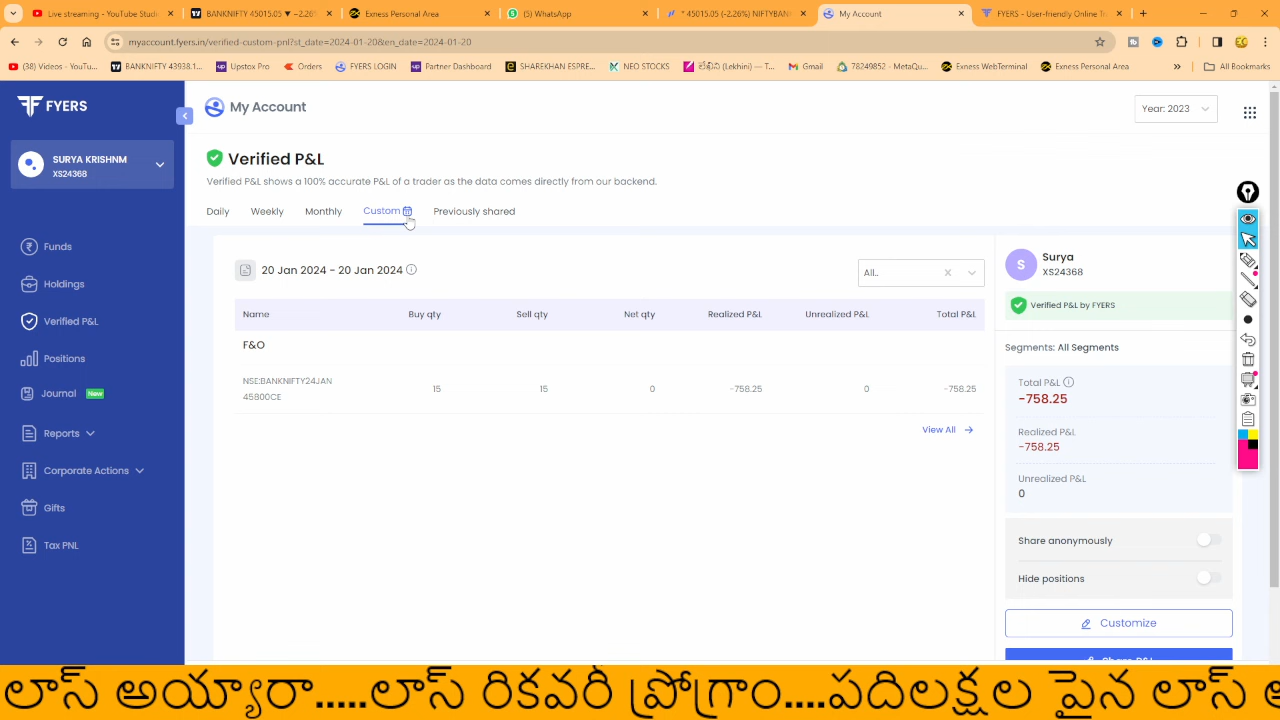 Live streaming - YouTube Studi
BANKNIFTY 45015.05 ▼ −2.26%
Exness Personal Area
(5) WhatsApp
* 45015.05 (-2.26%) NIFTYBAN
My Account
FYERS - User-friendly Online Tr
myaccount.fyers.in/verified-custom-pnl?st_date=2024-01-20&en_date=2024-01-20
(38) Videos - YouTu...
BANKNIFTY 43938.1...
Upstox Pro
Orders
FYERS LOGIN
Partner Dashboard
SHAREKHAN ESPRE...
NEO STOCKS
లేఖిని (Lekhini) — T...
Gmail
78249852 - MetaQu...
Exness WebTerminal
Exness Personal Area
»
All Bookmarks
FYERS
My Account
Year: 2023
SURYA KRISHNM
XS24368
Verified P&L
Verified P&L shows a 100% accurate P&L of a trader as the data comes directly from our backend.
Daily Weekly Monthly Custom Previously shared
Funds
Holdings
Verified P&L
Positions
Journal New
Reports
Corporate Actions
Gifts
Tax PNL
20 Jan 2024 - 20 Jan 2024
All..
Name Buy qty Sell qty Net qty Realized P&L Unrealized P&L Total P&L
F&O
NSE:BANKNIFTY24JAN
45800CE
15 15 0 -758.25 0 -758.25
View All
S
Surya
XS24368
Verified P&L by FYERS
Segments: All Segments
Total P&L
-758.25
Realized P&L
-758.25
Unrealized P&L
0
Share anonymously
Hide positions
Customize
లాస్ అయ్యారా.....లాస్ రికవరీ ప్రోగ్రాం....పదిలక్షల పైన లాస్